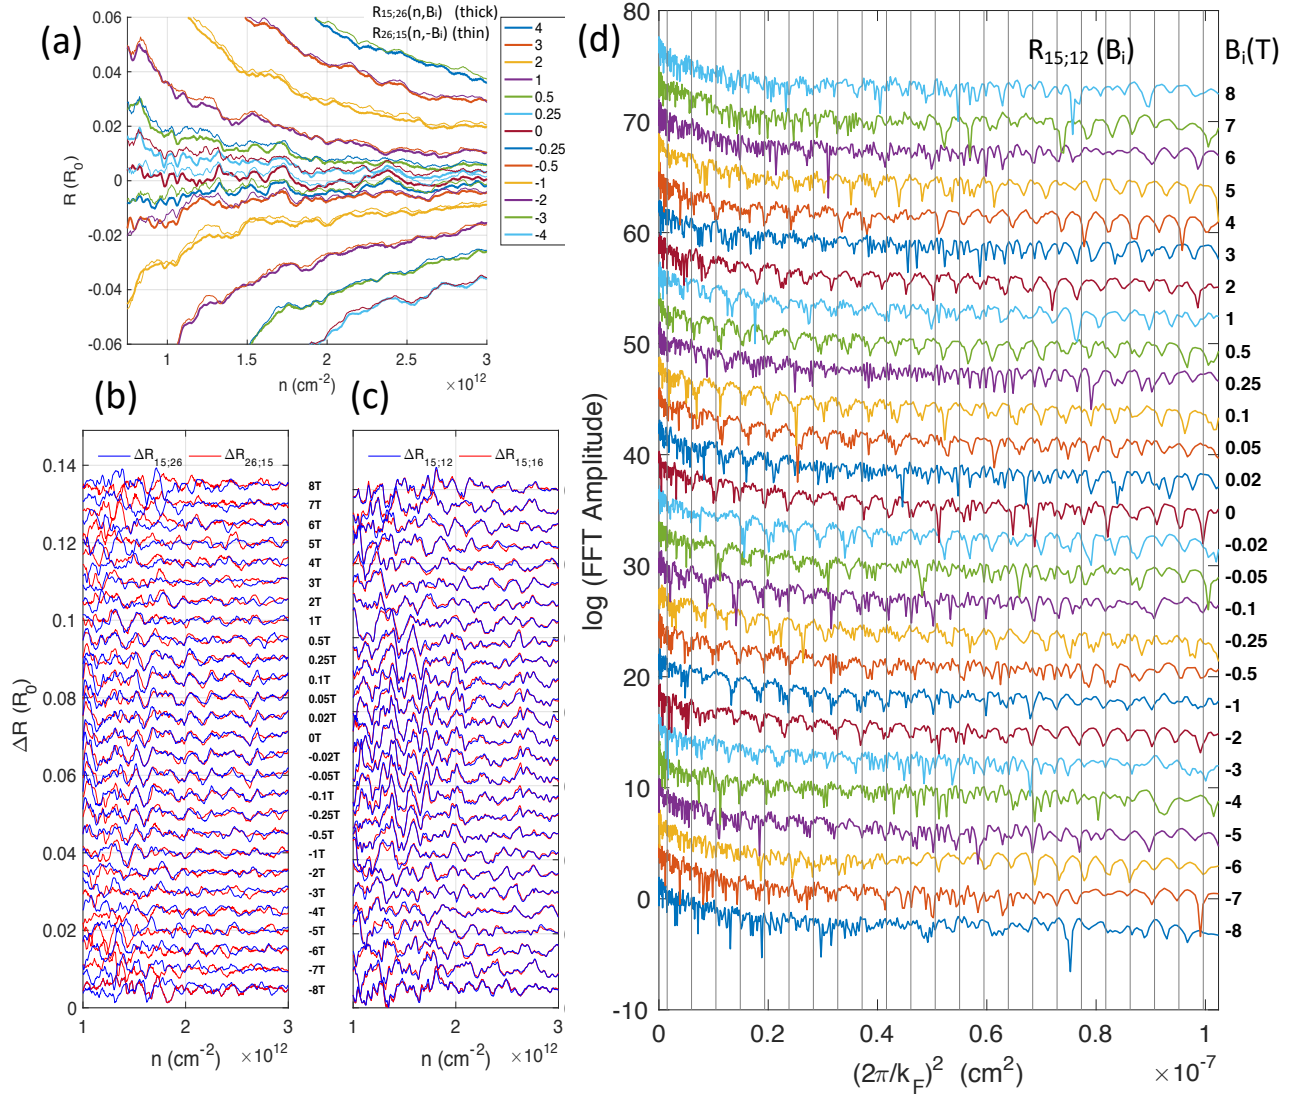 (a)
R15;26(n,Bi) (thick)
R26;15(n,-Bi) (thin)
0.06
0.04
0.02
0
-0.02
-0.04
-0.06
R (R0)
1
1.5
2
2.5
3
n (cm-2)
×10^12
4
3
2
1
0.5
0.25
0
-0.25
-0.5
-1
-2
-3
-4
(b)
ΔR15;26
ΔR26;15
0.14
0.12
0.1
0.08
0.06
0.04
0.02
0
ΔR (R0)
1
2
3
n (cm-2)
×10^12
8T
7T
6T
5T
4T
3T
2T
1T
0.5T
0.25T
0.1T
0.05T
0.02T
0T
-0.02T
-0.05T
-0.1T
-0.25T
-0.5T
-1T
-2T
-3T
-4T
-5T
-6T
-7T
-8T
(c)
ΔR15;12
ΔR15;16
1
2
3
n (cm-2)
×10^12
(d)
R15;12 (Bi)
Bi(T)
80
70
60
50
40
30
20
10
0
-10
log (FFT Amplitude)
0
0.2
0.4
0.6
0.8
1
(2π/kF)^2 (cm^2)
×10^-7
8
7
6
5
4
3
2
1
0.5
0.25
0.1
0.05
0.02
0
-0.02
-0.05
-0.1
-0.25
-0.5
-1
-2
-3
-4
-5
-6
-7
-8